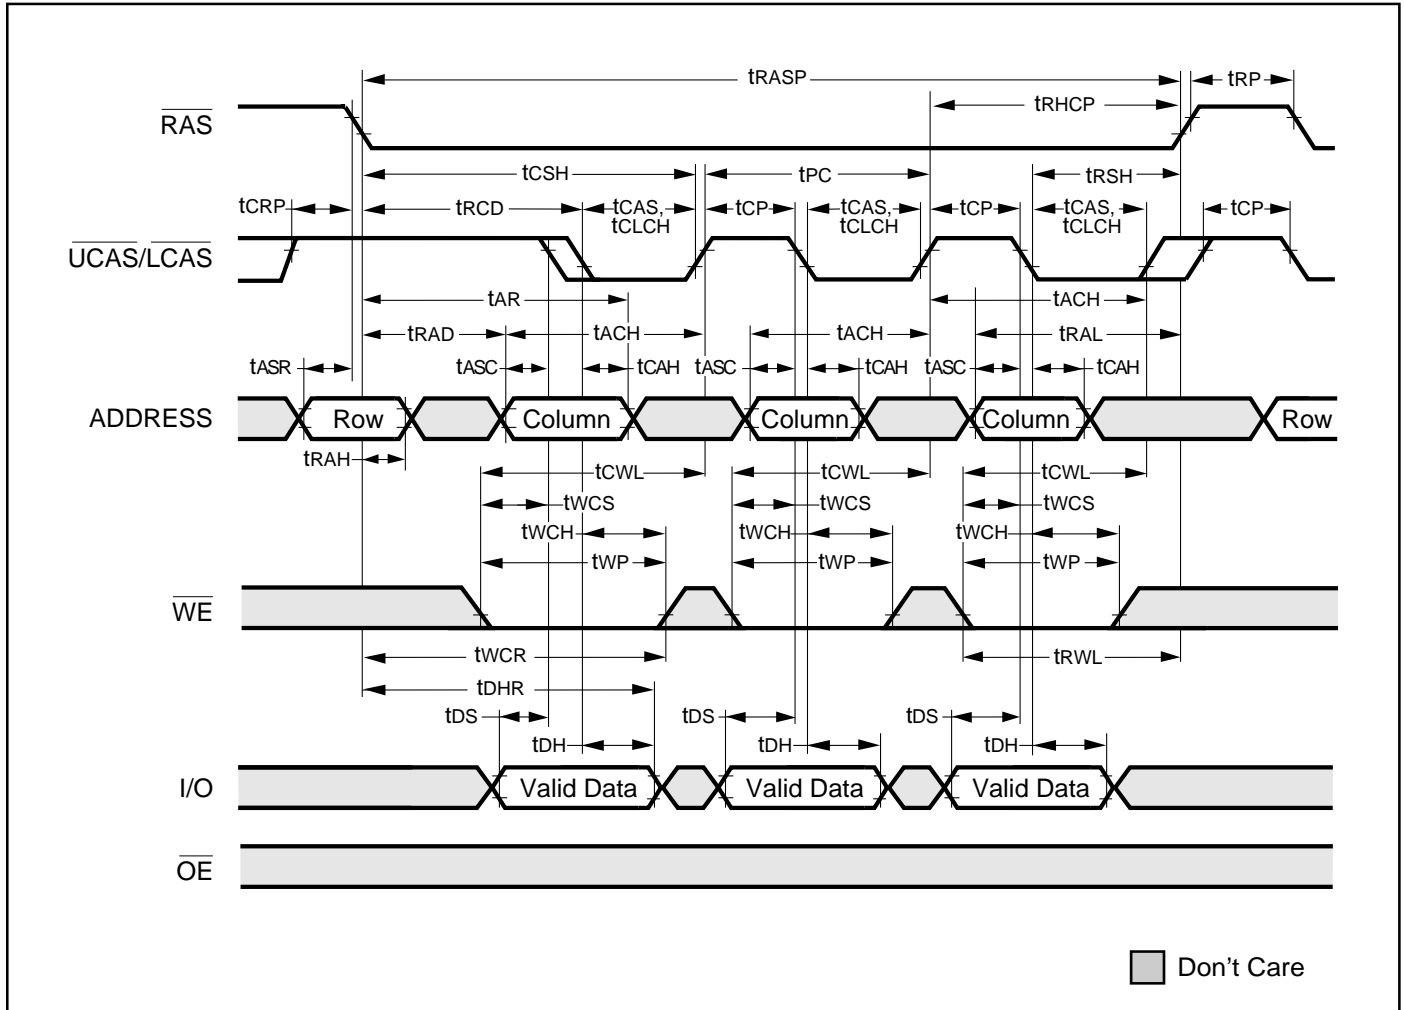 tRASP
tRP
tRHCP
RAS
tCSH
tPC
tRSH
tCRP
tRCD
tCAS,
tCLCH
tCP
tCAS,
tCLCH
tCP
tCAS,
tCLCH
tCP
UCAS/LCAS
tAR
tACH
tRAD
tACH
tACH
tRAL
tASR
tASC
tCAH
tASC
tCAH
tASC
tCAH
ADDRESS
Row
Column
Column
Column
Row
tRAH
tCWL
tCWL
tCWL
tWCS
tWCS
tWCS
tWCH
tWCH
tWCH
tWP
tWP
tWP
WE
tWCR
tRWL
tDHR
tDS
tDS
tDS
tDH
tDH
tDH
I/O
Valid Data
Valid Data
Valid Data
OE
Don't Care